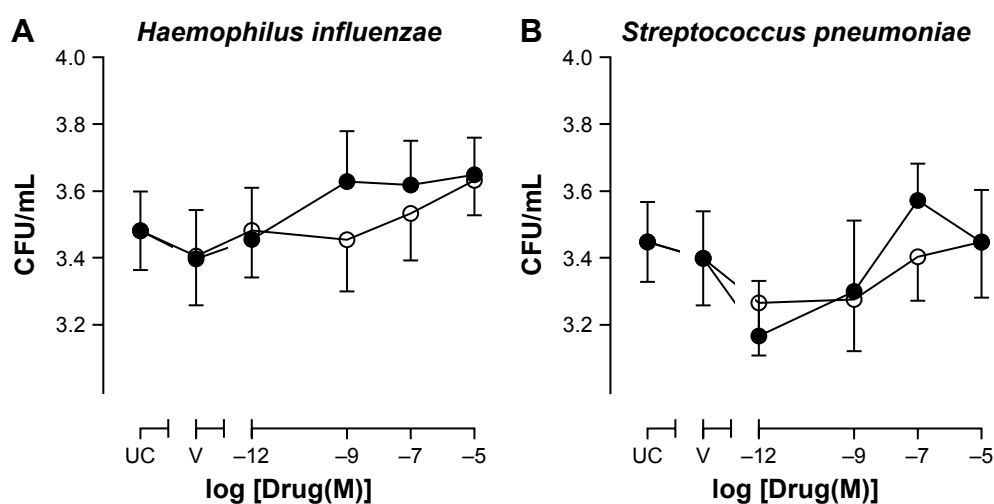 A
Haemophilus influenzae
4.0
3.8
3.6
3.4
3.2
CFU/mL
UC
V
–12
–9
–7
–5
log [Drug(M)]
B
Streptococcus pneumoniae
4.0
3.8
3.6
3.4
3.2
CFU/mL
UC
V
–12
–9
–7
–5
log [Drug(M)]